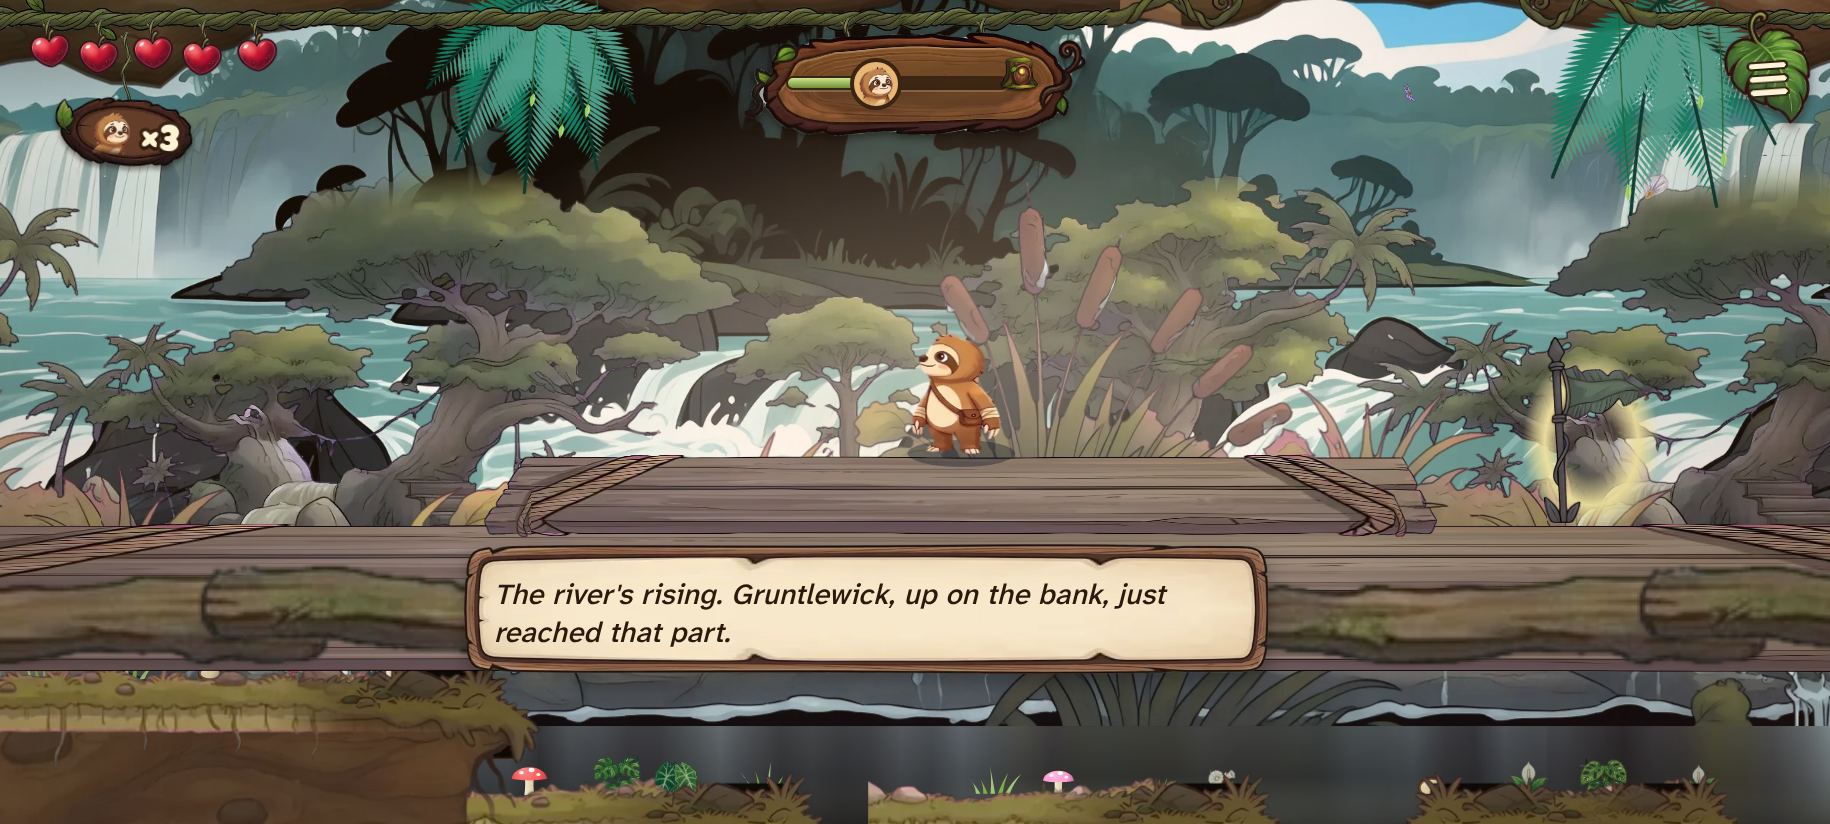 ×3
The river's rising. Gruntlewick, up on the bank, just
reached that part.